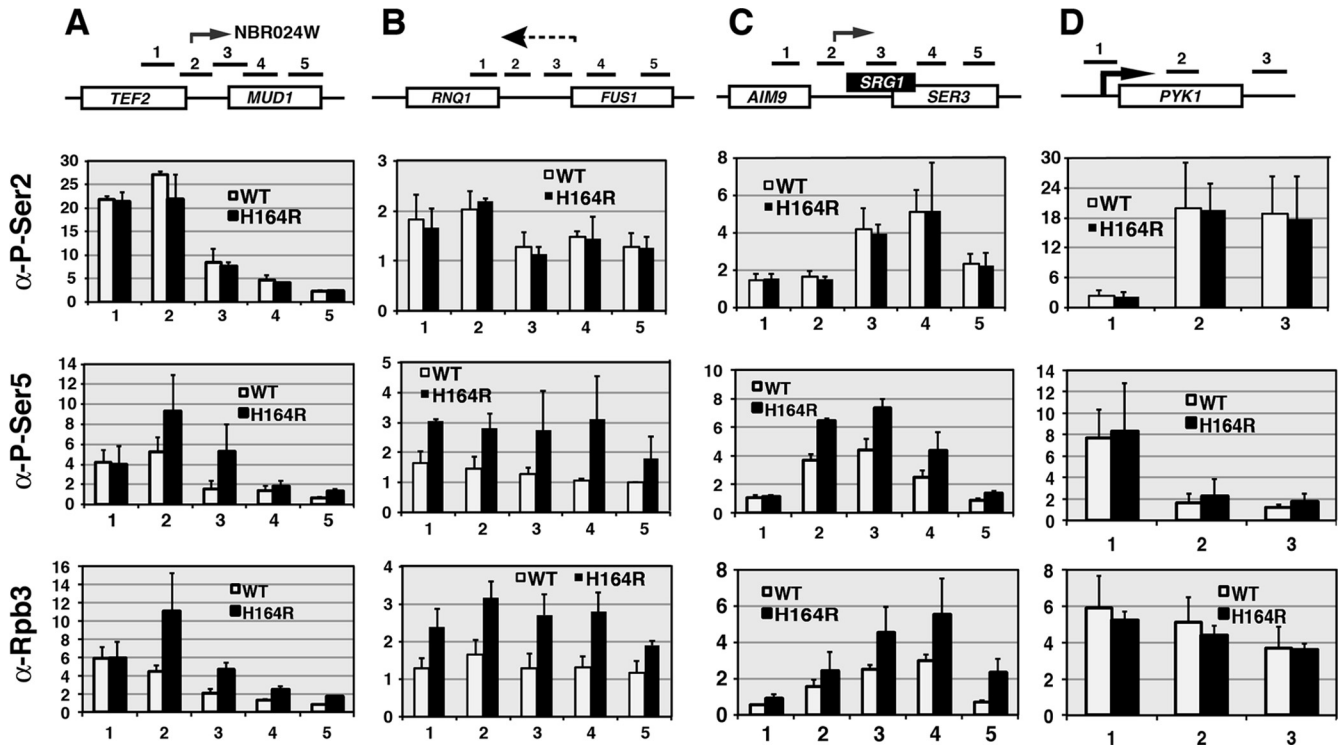 A B C D
NBR024W
1 2 3 4 5
TEF2 MUD1
1 2 3 4 5
RNQ1 FUS1
1 2 3 4 5
AIM9 SRG1 SER3
1 2 3
PYK1
α-P-Ser2
30 25 20 15 10 5 0
WT
H164R
1 2 3 4 5
3 2 1 0
WT
H164R
1 2 3 4 5
8 6 4 2 0
WT
H164R
1 2 3 4 5
30 24 18 12 6 0
WT
H164R
1 2 3
α-P-Ser5
14 12 10 8 6 4 2 0
WT
H164R
1 2 3 4 5
5 4 3 2 1 0
WT
H164R
1 2 3 4 5
10 8 6 4 2 0
WT
H164R
1 2 3 4 5
14 12 10 8 6 4 2 0
WT
H164R
1 2 3
α-Rpb3
16 14 12 10 8 6 4 2 0
WT
H164R
1 2 3 4 5
4 3 2 1 0
WT H164R
1 2 3 4 5
8 6 4 2 0
WT
H164R
1 2 3 4 5
8 6 4 2 0
WT
H164R
1 2 3